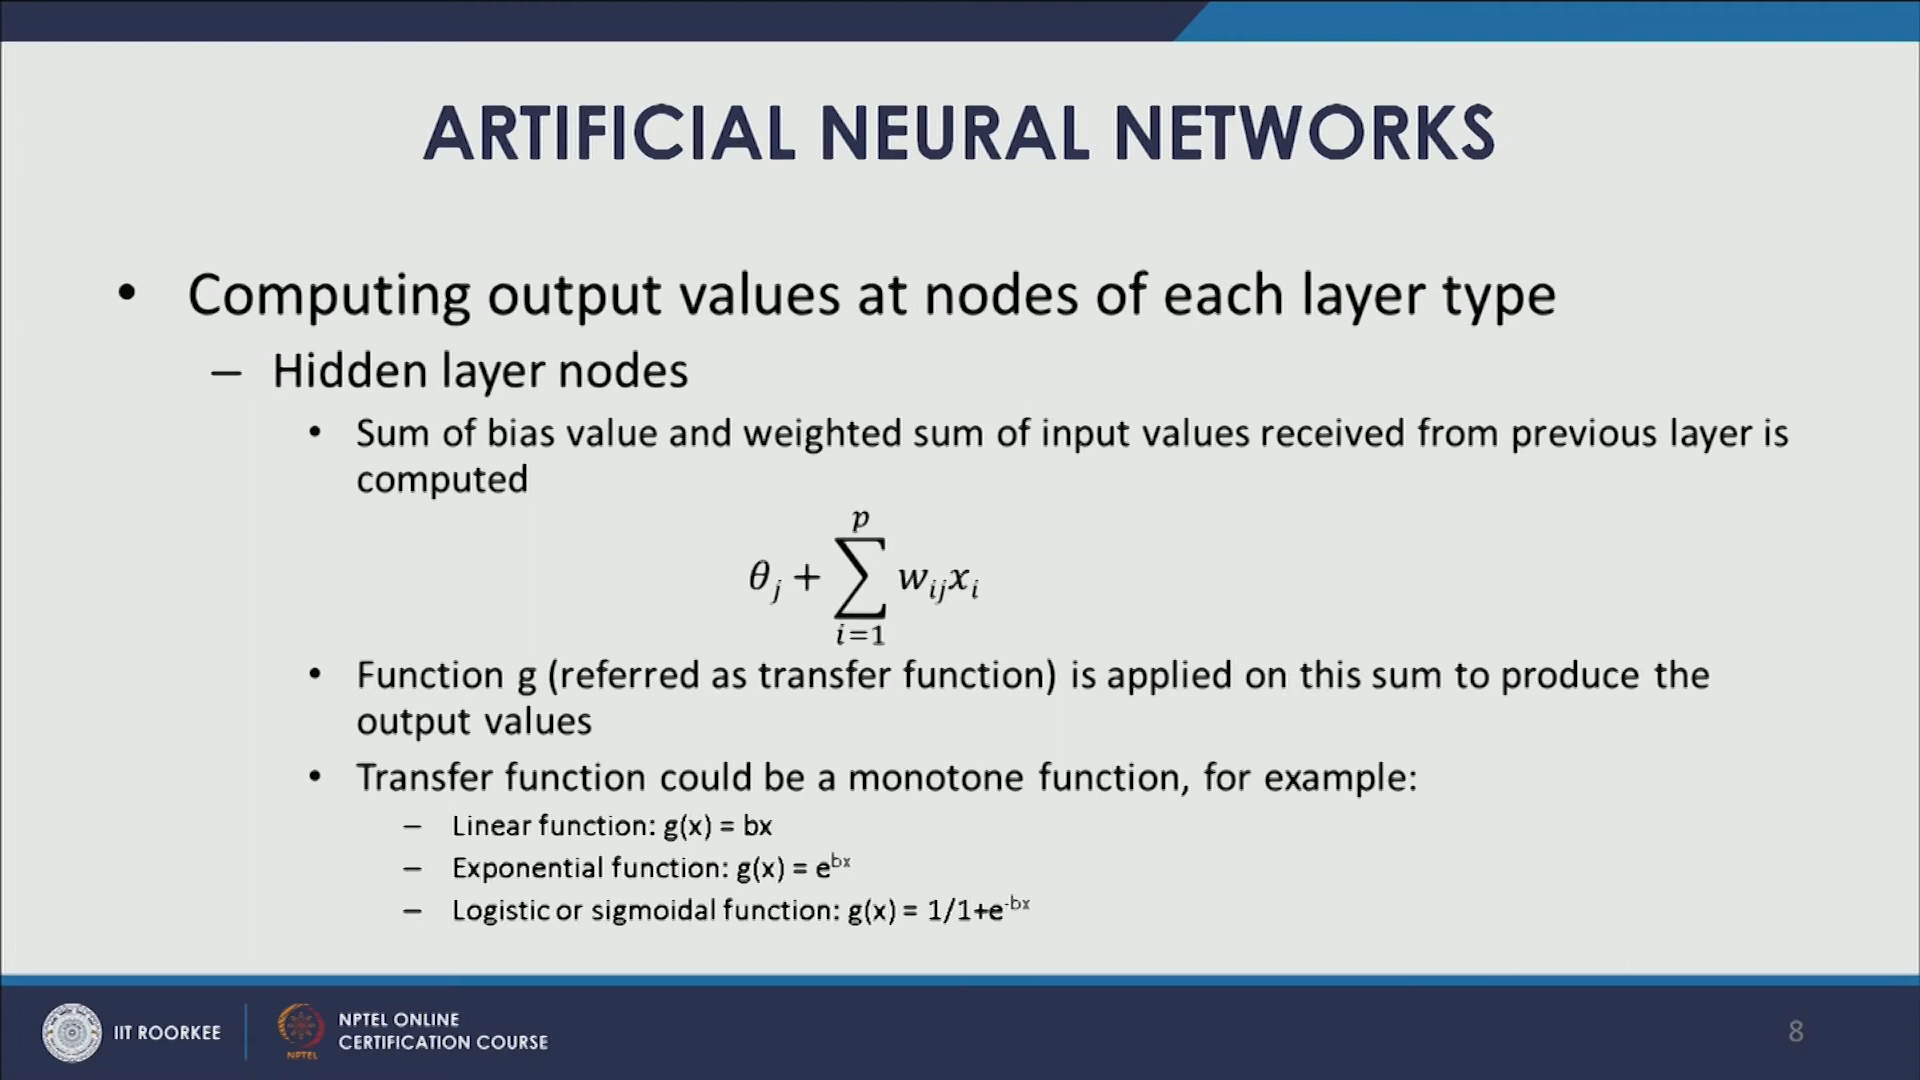 ARTIFICIAL NEURAL NETWORKS
• Computing output values at nodes of each layer type
– Hidden layer nodes
• Sum of bias value and weighted sum of input values received from previous layer is
computed
θ_j + ∑_{i=1}^{p} w_{ij}x_i
• Function g (referred as transfer function) is applied on this sum to produce the
output values
• Transfer function could be a monotone function, for example:
– Linear function: g(x) = bx
– Exponential function: g(x) = e^{bx}
– Logistic or sigmoidal function: g(x) = 1/1+e^{-bx}
IIT ROORKEE
NPTEL
NPTEL ONLINE
CERTIFICATION COURSE
8